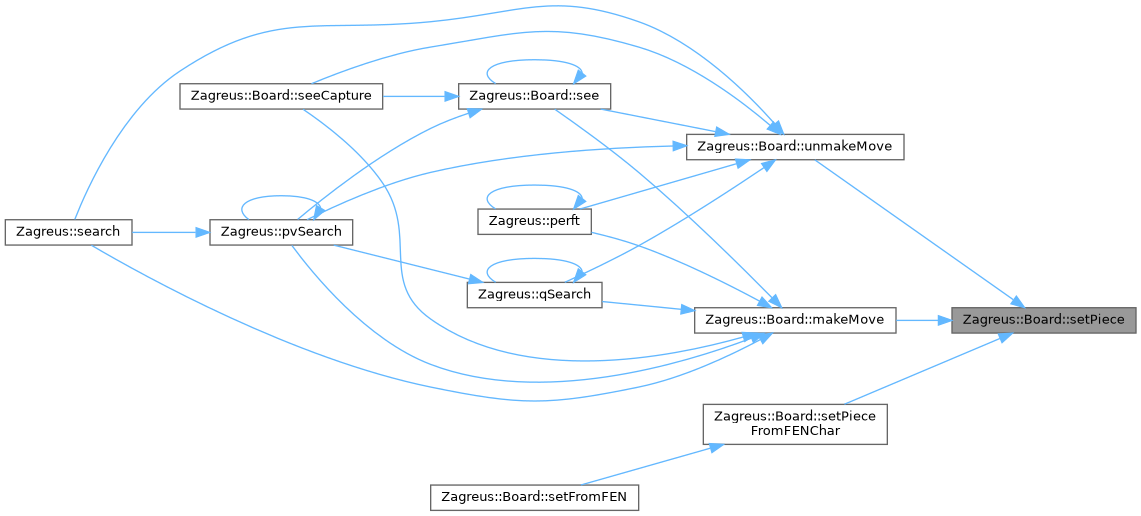 Zagreus::Board::seeCapture
Zagreus::Board::see
Zagreus::Board::unmakeMove
Zagreus::perft
Zagreus::search
Zagreus::pvSearch
Zagreus::qSearch
Zagreus::Board::makeMove
Zagreus::Board::setPiece
Zagreus::Board::setPiece
FromFENChar
Zagreus::Board::setFromFEN